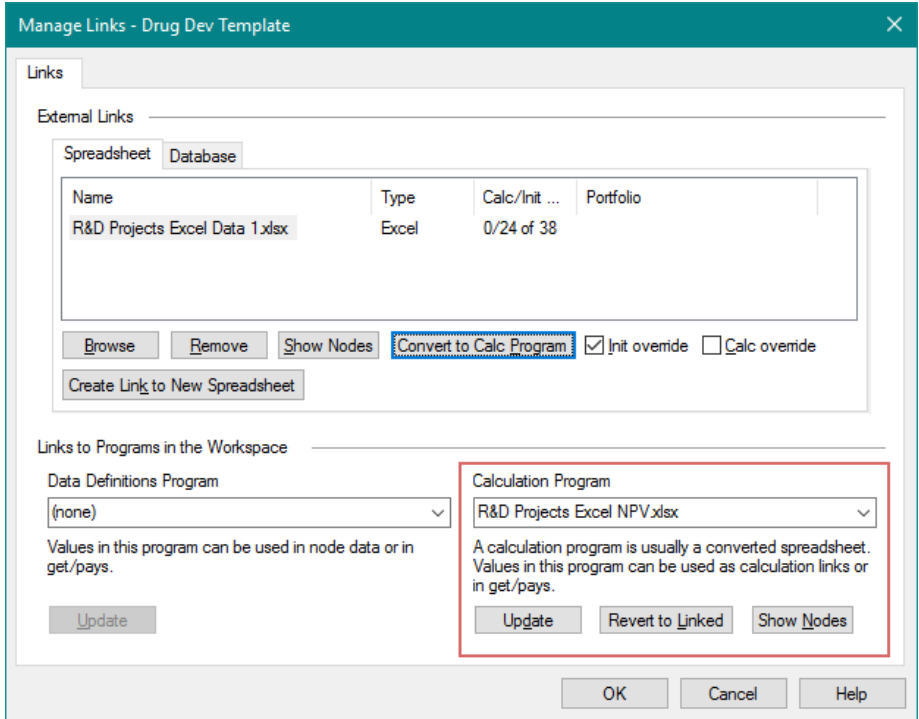 Manage Links - Drug Dev Template
Links
External Links
Spreadsheet Database
Name Type Calc/Init ... Portfolio
R&D Projects Excel Data 1.xlsx Excel 0/24 of 38
Browse Remove Show Nodes Convert to Calc Program Init override Calc override
Create Link to New Spreadsheet
Links to Programs in the Workspace
Data Definitions Program
(none)
Values in this program can be used in node data or in
get/pays.
Update
Calculation Program
R&D Projects Excel NPV.xlsx
A calculation program is usually a converted spreadsheet.
Values in this program can be used as calculation links or
in get/pays.
Update Revert to Linked Show Nodes
OK Cancel Help